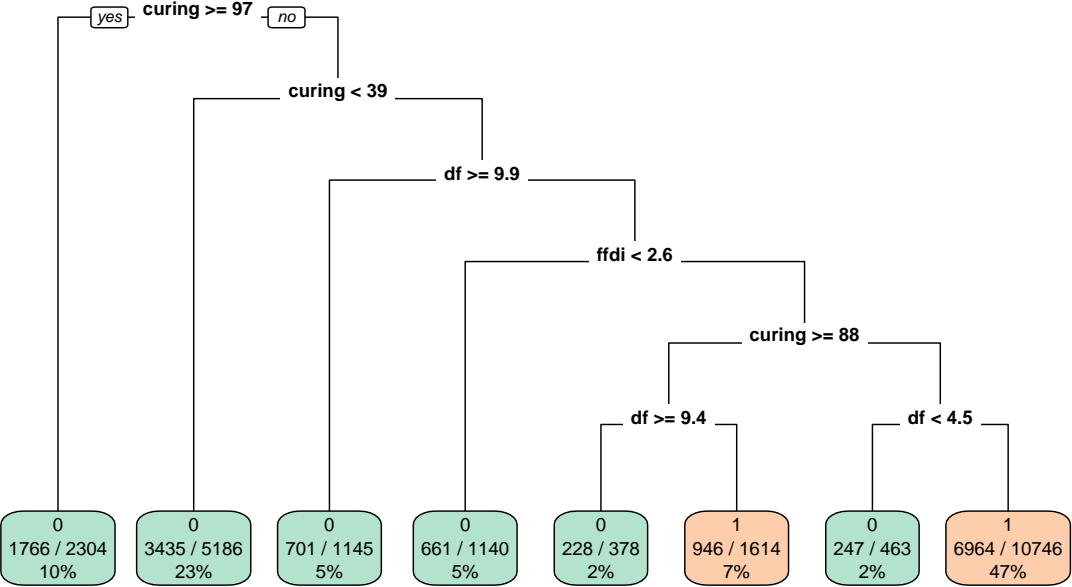 yes curing >= 97 no
curing < 39
df >= 9.9
ffdi < 2.6
curing >= 88
df >= 9.4 df < 4.5
0 0 0 0 0 1 0 1
1766 / 2304 3435 / 5186 701 / 1145 661 / 1140 228 / 378 946 / 1614 247 / 463 6964 / 10746
10% 23% 5% 5% 2% 7% 2% 47%